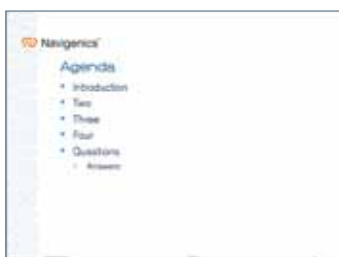 Navigenics
Agenda
Introduction
Two
Three
Four
Questions
Answers